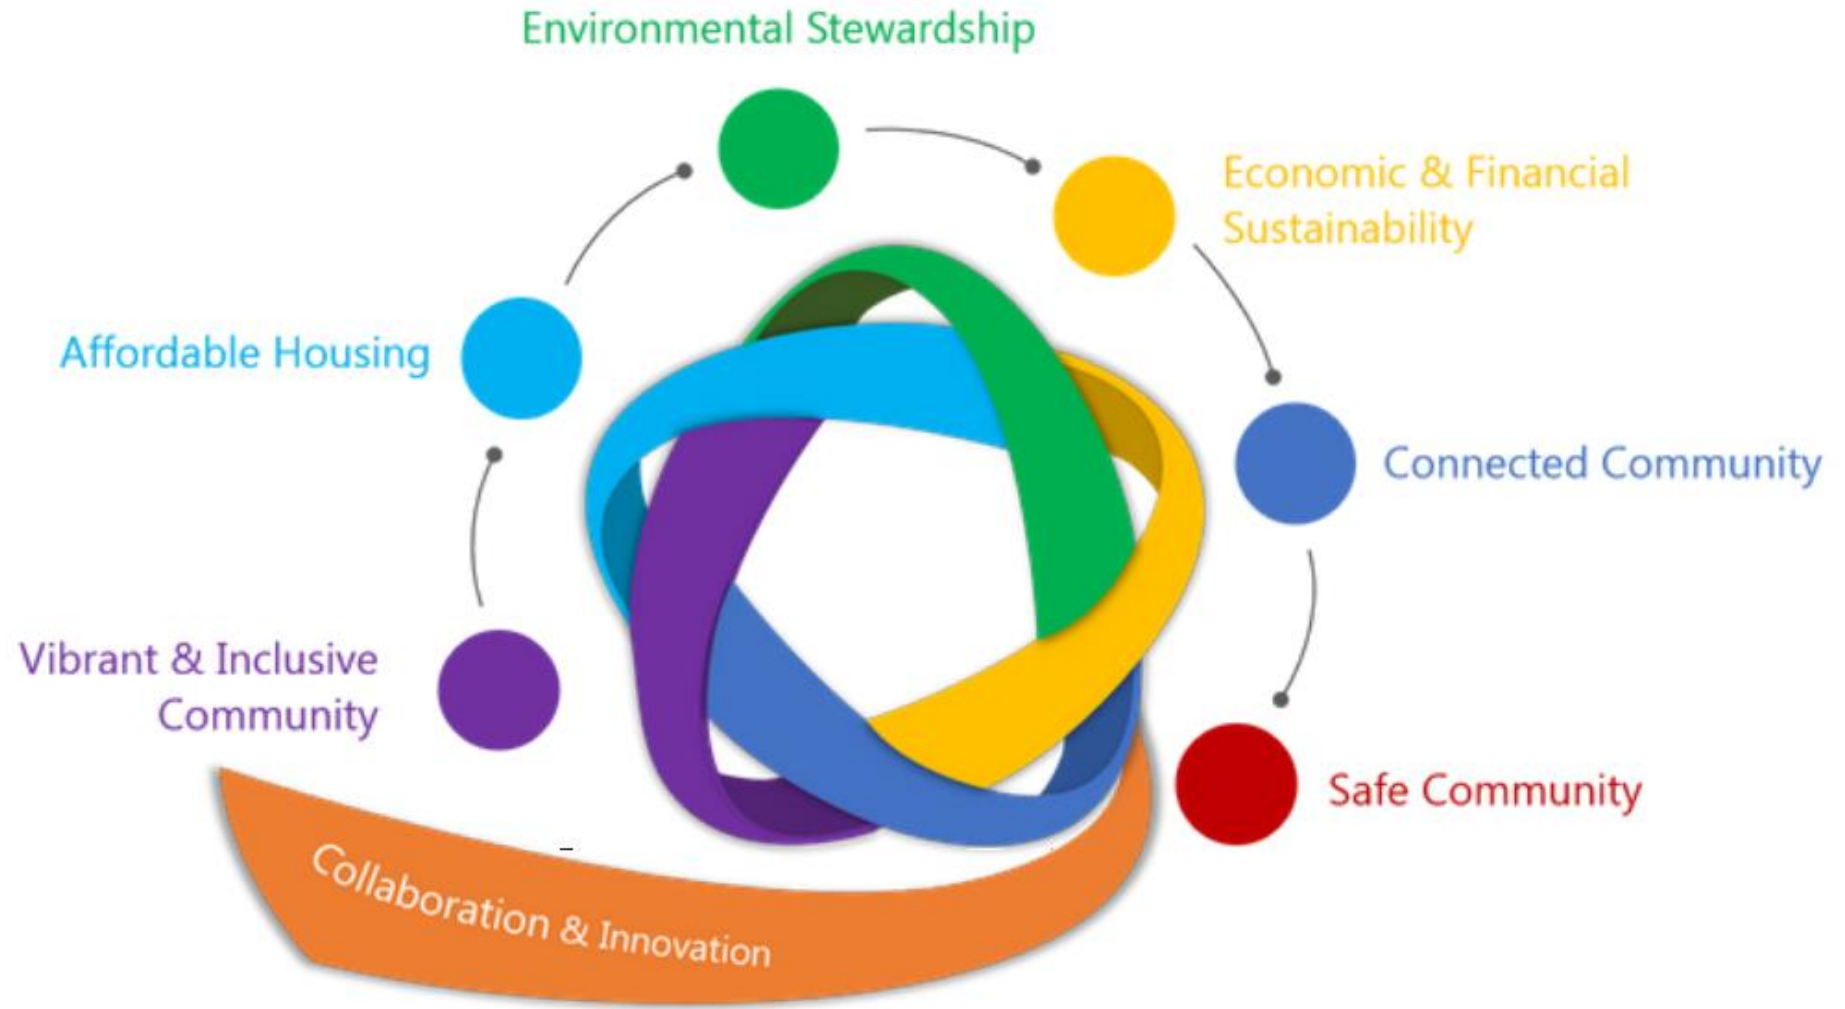 Environmental Stewardship
Economic & Financial
Sustainability
Affordable Housing
Connected Community
Vibrant & Inclusive
Community
Safe Community
Collaboration & Innovation